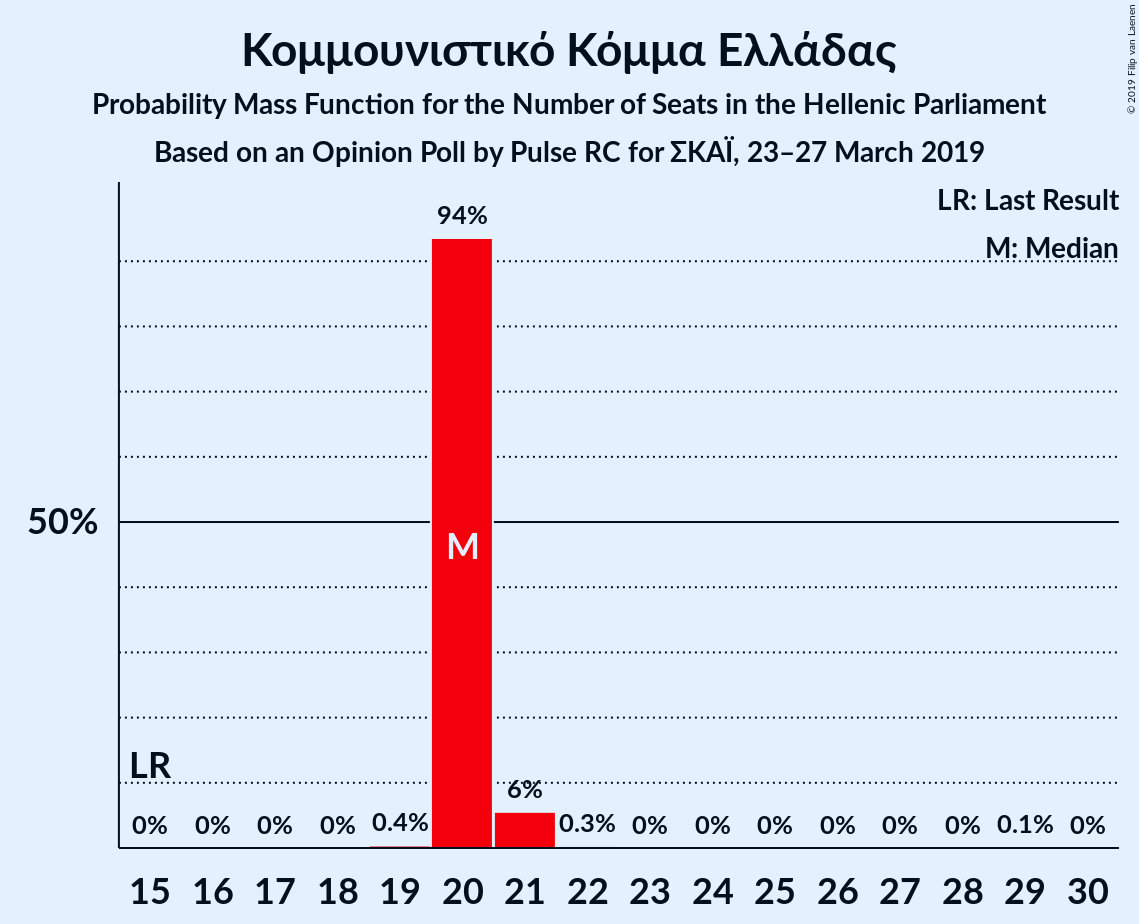 Κομμουνιστικό Κόμμα Ελλάδας
Probability Mass Function for the Number of Seats in the Hellenic Parliament
Based on an Opinion Poll by Pulse RC for ΣΚΑΪ, 23–27 March 2019
© 2019 Filip van Laenen
LR: Last Result
M: Median
94%
50%
M
LR
6%
0% 0% 0% 0% 0.4% 0.3% 0% 0% 0% 0% 0% 0% 0.1% 0%
15 16 17 18 19 20 21 22 23 24 25 26 27 28 29 30